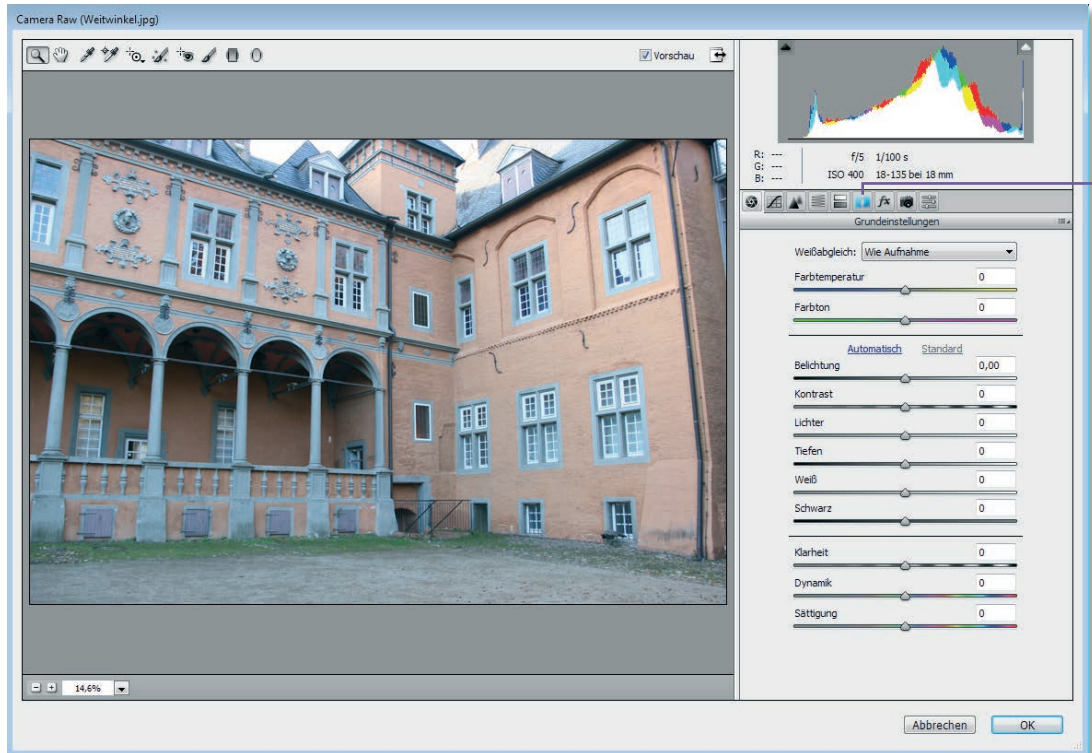 Camera Raw (Weitwinkel.jpg)
Vorschau
R: ---
G: ---
B: ---
f/5 1/100 s
ISO 400 18-135 bei 18 mm
fx
Grundeinstellungen
Weißabgleich: Wie Aufnahme
Farbtemperatur 0
Farbton 0
Automatisch Standard
Belichtung 0,00
Kontrast 0
Lichter 0
Tiefen 0
Weiß 0
Schwarz 0
Klarheit 0
Dynamik 0
Sättigung 0
14,6%
Abbrechen OK